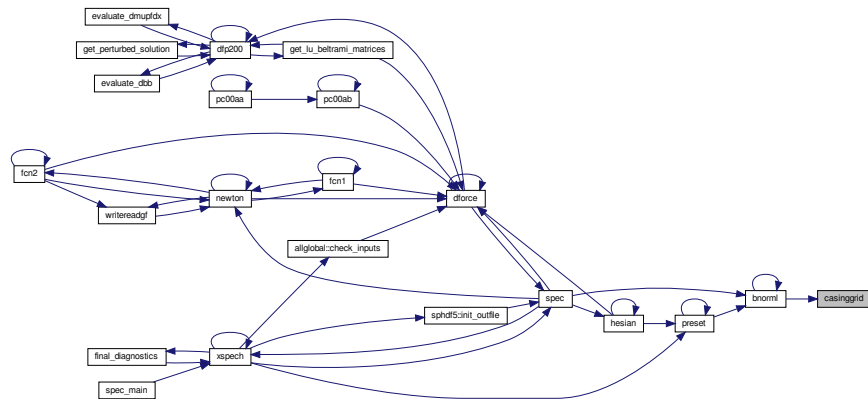 evaluate_dmupfdx
get_perturbed_solution
dfp200
get_lu_beltrami_matrices
evaluate_dbb
pc00aa
pc00ab
fcn2
fcn1
newton
dforce
writereadgf
allglobal::check_inputs
spec
bnorml
casinggrid
sphdf5::init_outfile
hesian
preset
final_diagnostics
xspech
spec_main